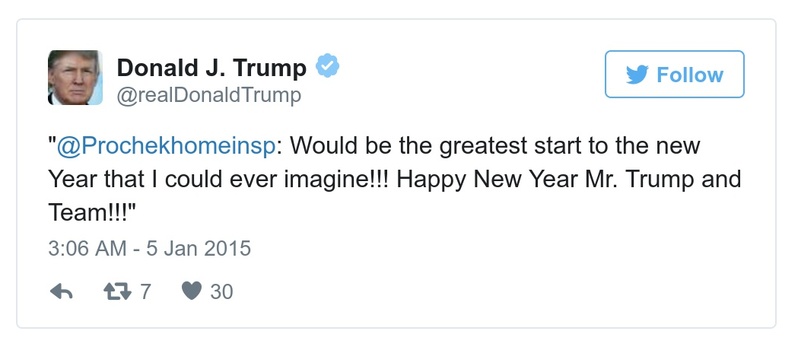 Donald J. Trump
@realDonaldTrump
Follow
"@Prochekhomeinsp: Would be the greatest start to the new
Year that I could ever imagine!!! Happy New Year Mr. Trump and
Team!!!"
3:06 AM - 5 Jan 2015
7 30